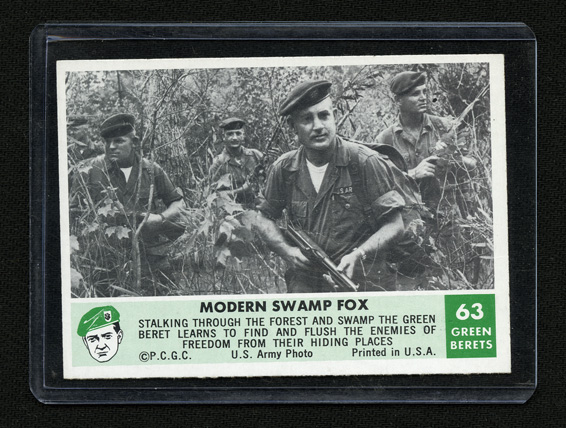 U.S. AR
MODERN SWAMP FOX
STALKING THROUGH THE FOREST AND SWAMP THE GREEN
BERET LEARNS TO FIND AND FLUSH THE ENEMIES OF
FREEDOM FROM THEIR HIDING PLACES
©P.C.G.C. U.S. Army Photo Printed in U.S.A.
63
GREEN
BERETS